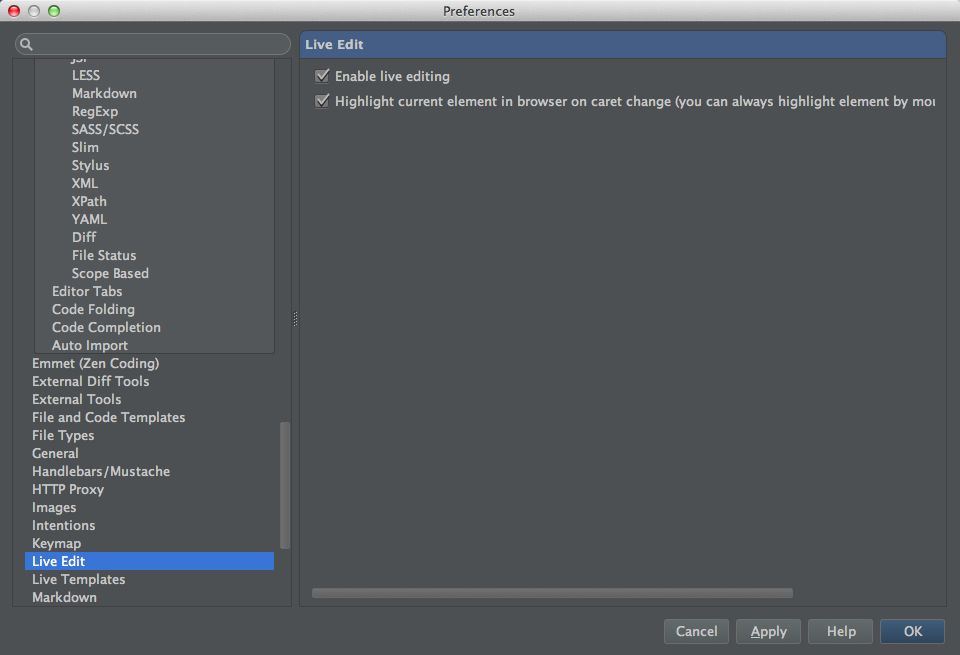 Preferences
LESS
Markdown
RegExp
SASS/SCSS
Slim
Stylus
XML
XPath
YAML
Diff
File Status
Scope Based
Editor Tabs
Code Folding
Code Completion
Auto Import
Emmet (Zen Coding)
External Diff Tools
External Tools
File and Code Templates
File Types
General
Handlebars/Mustache
HTTP Proxy
Images
Intentions
Keymap
Live Edit
Live Templates
Markdown
Live Edit
Enable live editing
Highlight current element in browser on caret change (you can always highlight element by
Cancel
Apply
Help
OK